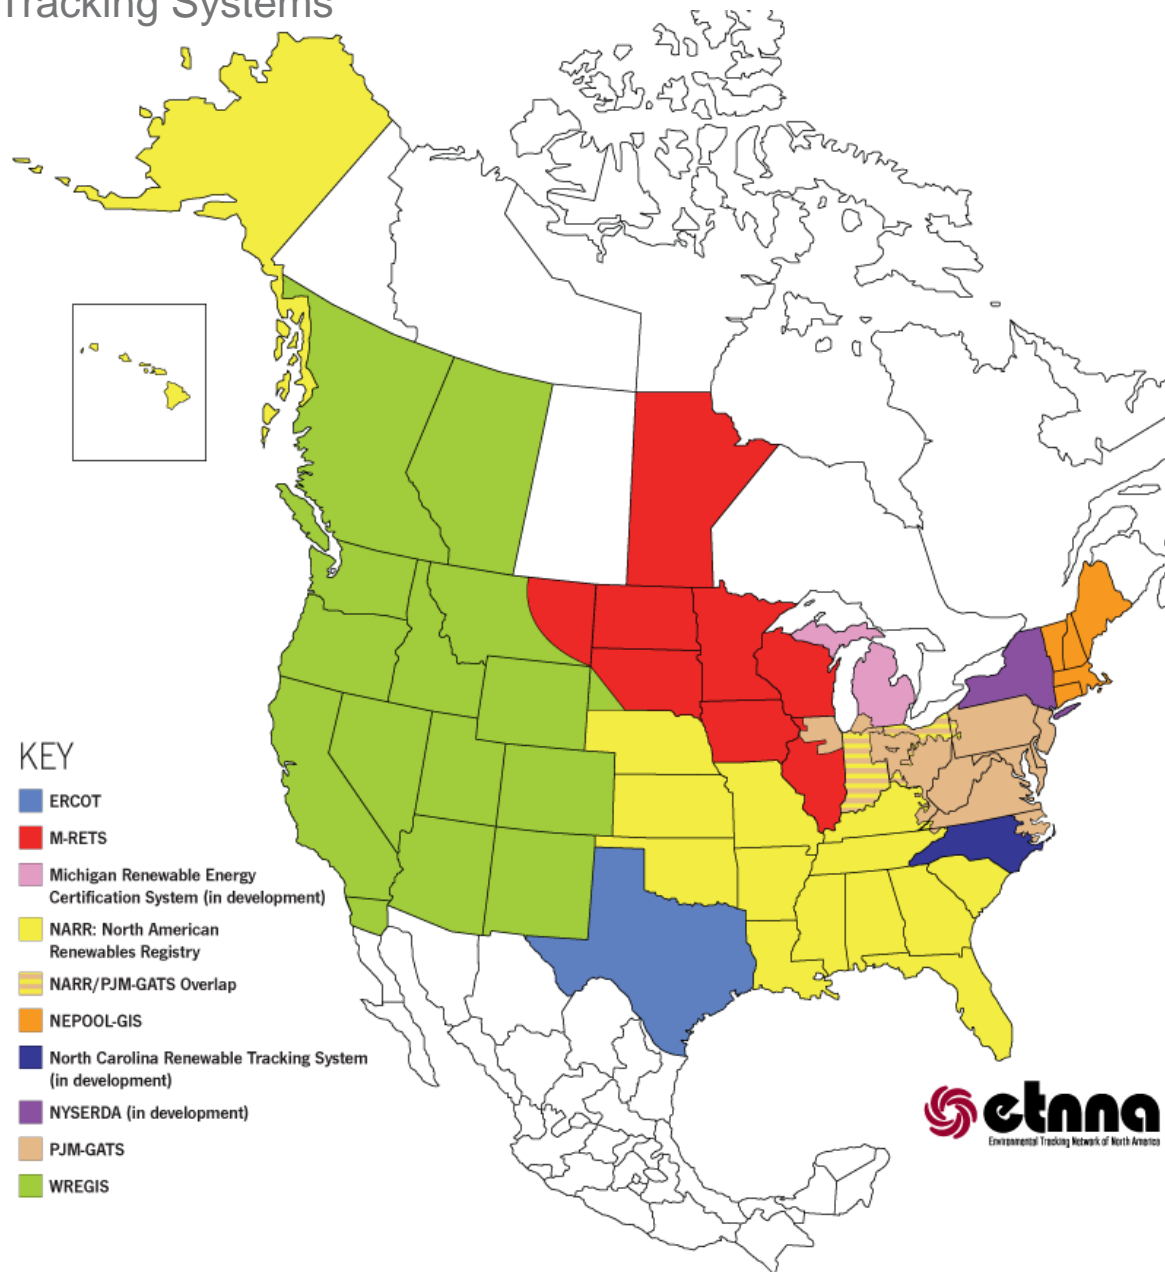 Tracking Systems
KEY
ERCOT
M-RETS
Michigan Renewable Energy
Certification System (in development)
NARR: North American
Renewables Registry
NARR/PJM-GATS Overlap
NEPOOL-GIS
North Carolina Renewable Tracking System
(in development)
NYSERDA (in development)
PJM-GATS
WREGIS
etnna
Environmental Tracking Network of North America